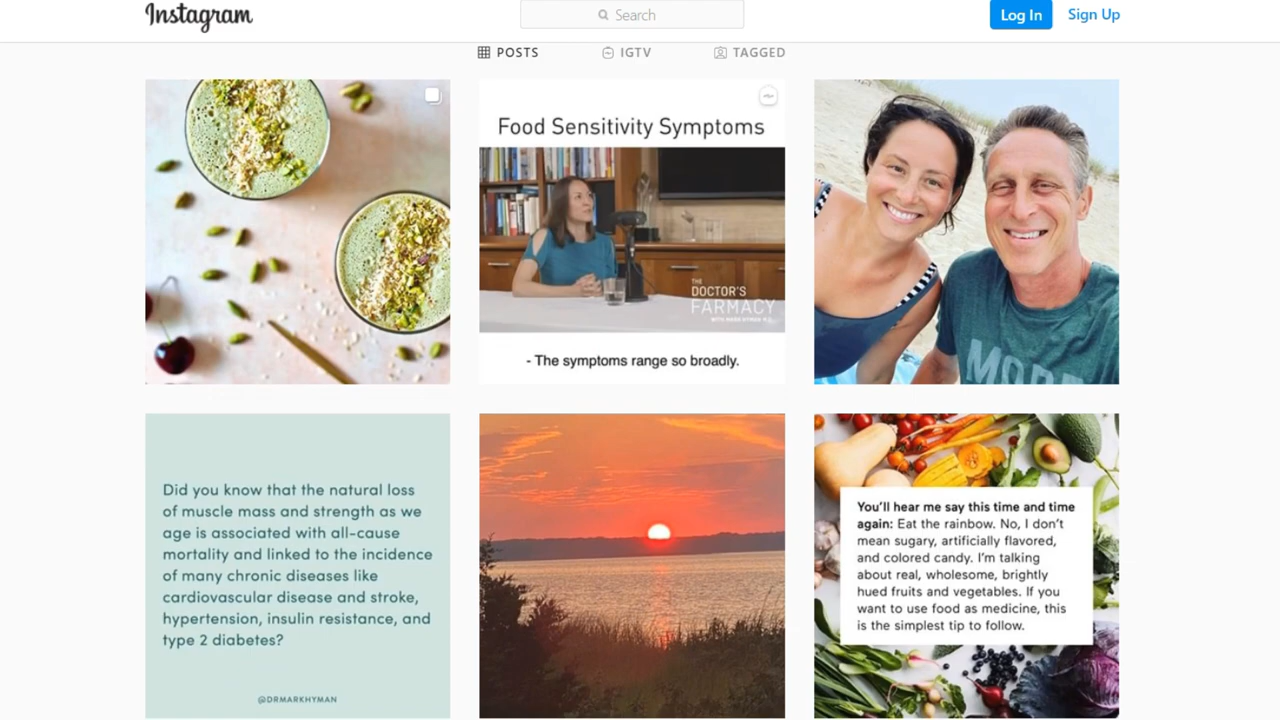 Instagram
Search
Log In
Sign Up
POSTS
IGTV
TAGGED
Food Sensitivity Symptoms
THE
DOCTOR'S
FARMACY
WITH MARK HYMAN, M.D.
- The symptoms range so broadly.
MORE
Did you know that the natural loss
of muscle mass and strength as we
age is associated with all-cause
mortality and linked to the incidence
of many chronic diseases like
cardiovascular disease and stroke,
hypertension, insulin resistance, and
type 2 diabetes?
@DRMARKHYMAN
You'll hear me say this time and time
again: Eat the rainbow. No, I don't
mean sugary, artificially flavored,
and colored candy. I'm talking
about real, wholesome, brightly
hued fruits and vegetables. If you
want to use food as medicine, this
is the simplest tip to follow.